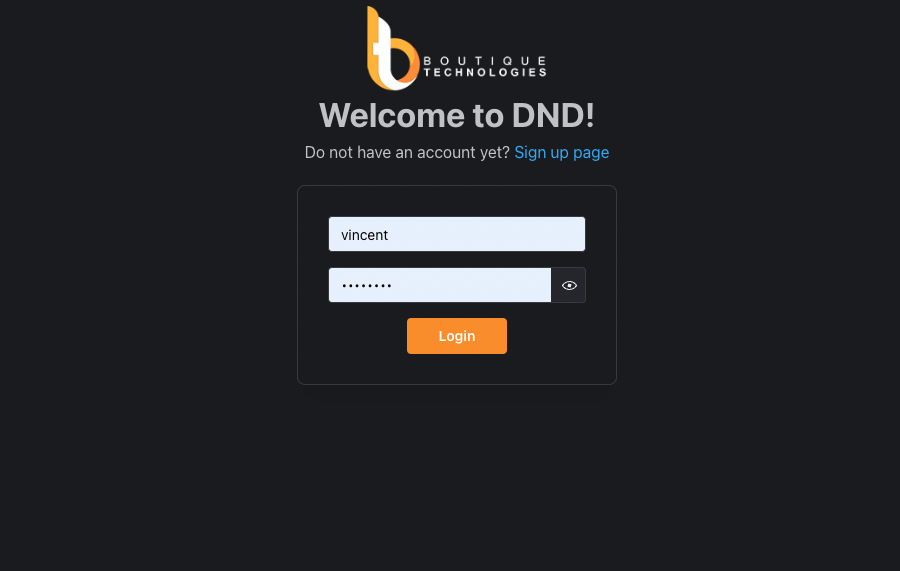 BOUTIQUE
TECHNOLOGIES
Welcome to DND!
Do not have an account yet? Sign up page
vincent
••••••••
Login